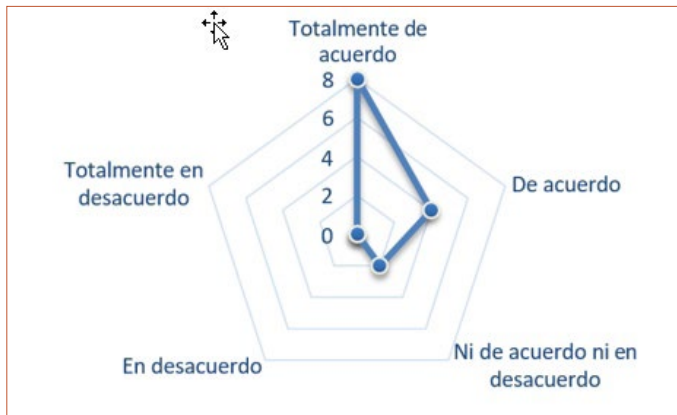 Totalmente de
acuerdo
8
6
4
2
0
Totalmente en
desacuerdo
De acuerdo
En desacuerdo
Ni de acuerdo ni en
desacuerdo